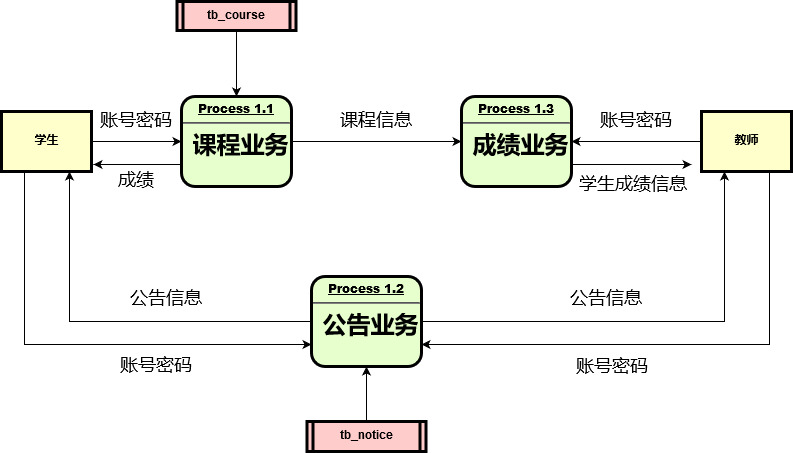 tb_course
Process 1.1
课程业务
Process 1.3
成绩业务
学生
账号密码
课程信息
账号密码
教师
成绩
学生成绩信息
Process 1.2
公告业务
公告信息
公告信息
账号密码
账号密码
tb_notice